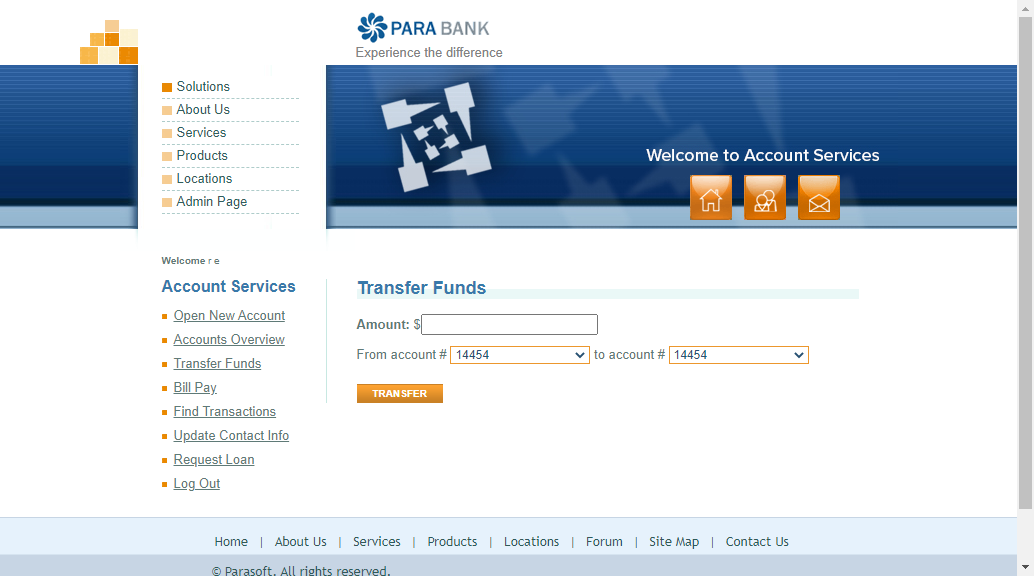 PARA BANK
Experience the difference
Solutions
About Us
Services
Products
Locations
Admin Page
Welcome to Account Services
Welcome r e
Account Services
Open New Account
Accounts Overview
Transfer Funds
Bill Pay
Find Transactions
Update Contact Info
Request Loan
Log Out
Transfer Funds
Amount: $
From account # 14454 to account # 14454
TRANSFER
Home | About Us | Services | Products | Locations | Forum | Site Map | Contact Us
© Parasoft. All rights reserved.